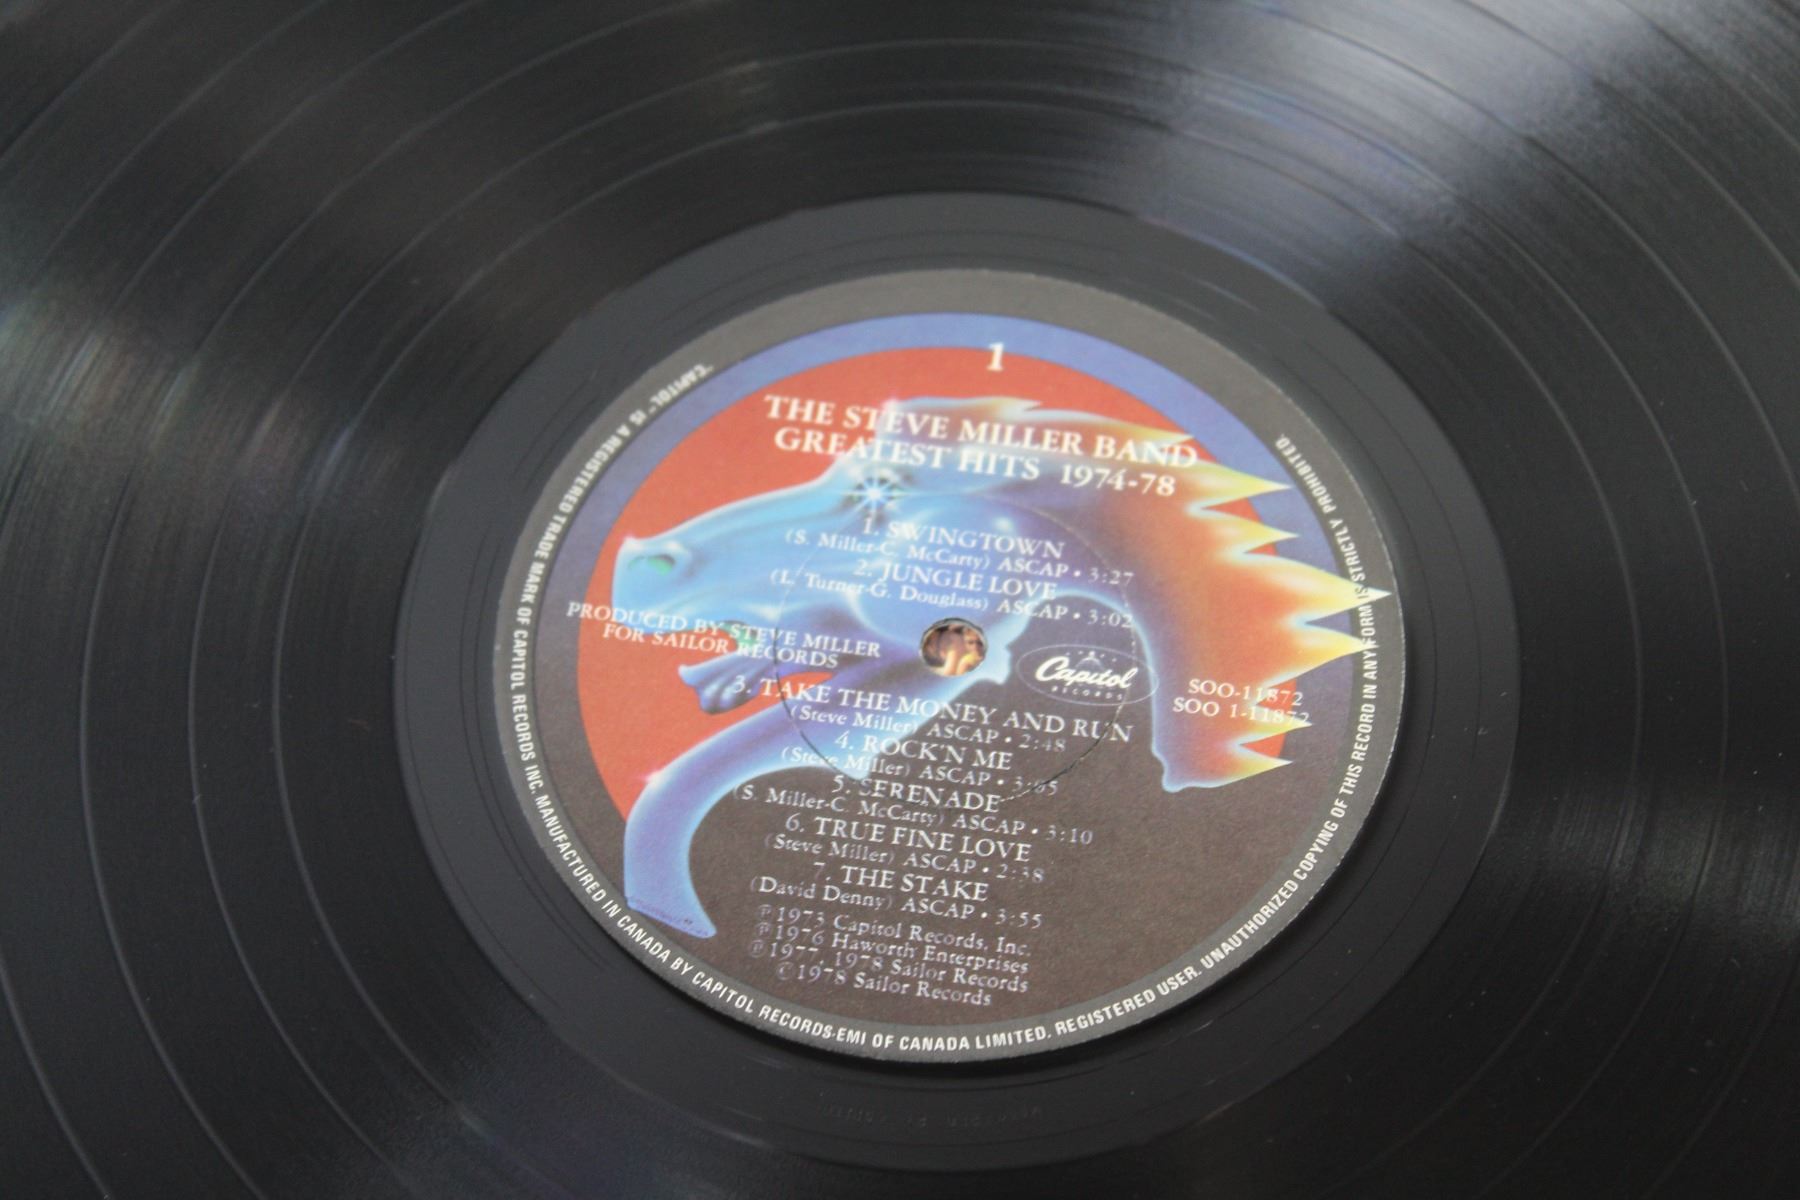 1
THE STEVE MILLER BAND
GREATEST HITS 1974-78
1. SWINGTOWN
(S. Miller-C. McCarty) ASCAP • 3:27
2. JUNGLE LOVE
(L. Turner-G. Douglass) ASCAP • 3:02
PRODUCED BY STEVE MILLER
FOR SAILOR RECORDS
Capitol
RECORDS
SOO-11872
SOO 1-11872
3. TAKE THE MONEY AND RUN
(Steve Miller) ASCAP • 2:48
4. ROCK'N ME
(Steve Miller) ASCAP • 3:05
5. SERENADE
(S. Miller-C. McCarty) ASCAP • 3:10
6. TRUE FINE LOVE
(Steve Miller) ASCAP • 2:38
7. THE STAKE
(David Denny) ASCAP • 3:55
℗1973 Capitol Records, Inc.
℗1976 Haworth Enterprises
℗1977, 1978 Sailor Records
©1978 Sailor Records
"CAPITOL" IS A REGISTERED TRADE MARK OF CAPITOL RECORDS INC. MANUFACTURED IN CANADA BY CAPITOL RECORDS-EMI OF CANADA LIMITED. REGISTERED USER. UNAUTHORIZED COPYING OF THIS RECORD IN ANY FORM IS STRICTLY PROHIBITED.